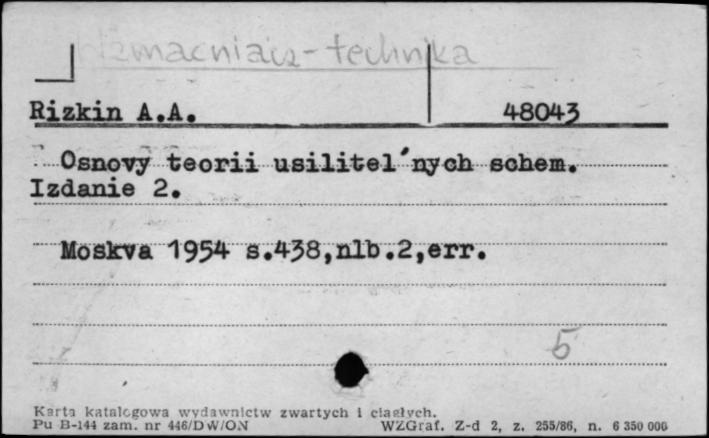 Wzmacniacz-technika
Rizkin A.A. 48043
Osnovy teorii usilitel'nych schem.
Izdanie 2.
Moskva 1954 s.438,nlb.2,err.
5
Karta katalogowa wydawnictw zwartych i ciągłych.
Pu B-144 zam. nr 446/DW/ON WZGraf. Z-d 2, z. 255/86, n. 6 350 000